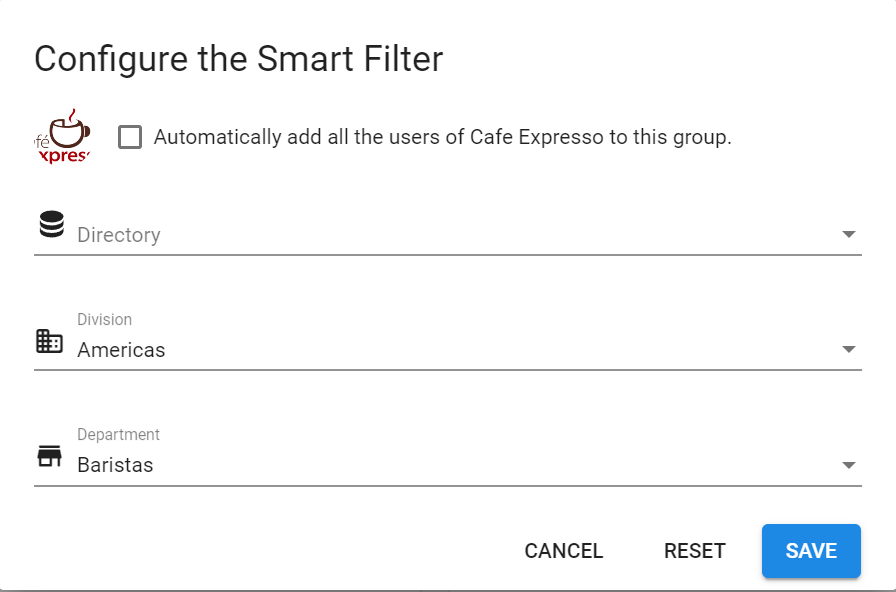 Configure the Smart Filter
fé
xpres
Automatically add all the users of Cafe Expresso to this group.
Directory
Division
Americas
Department
Baristas
CANCEL RESET SAVE